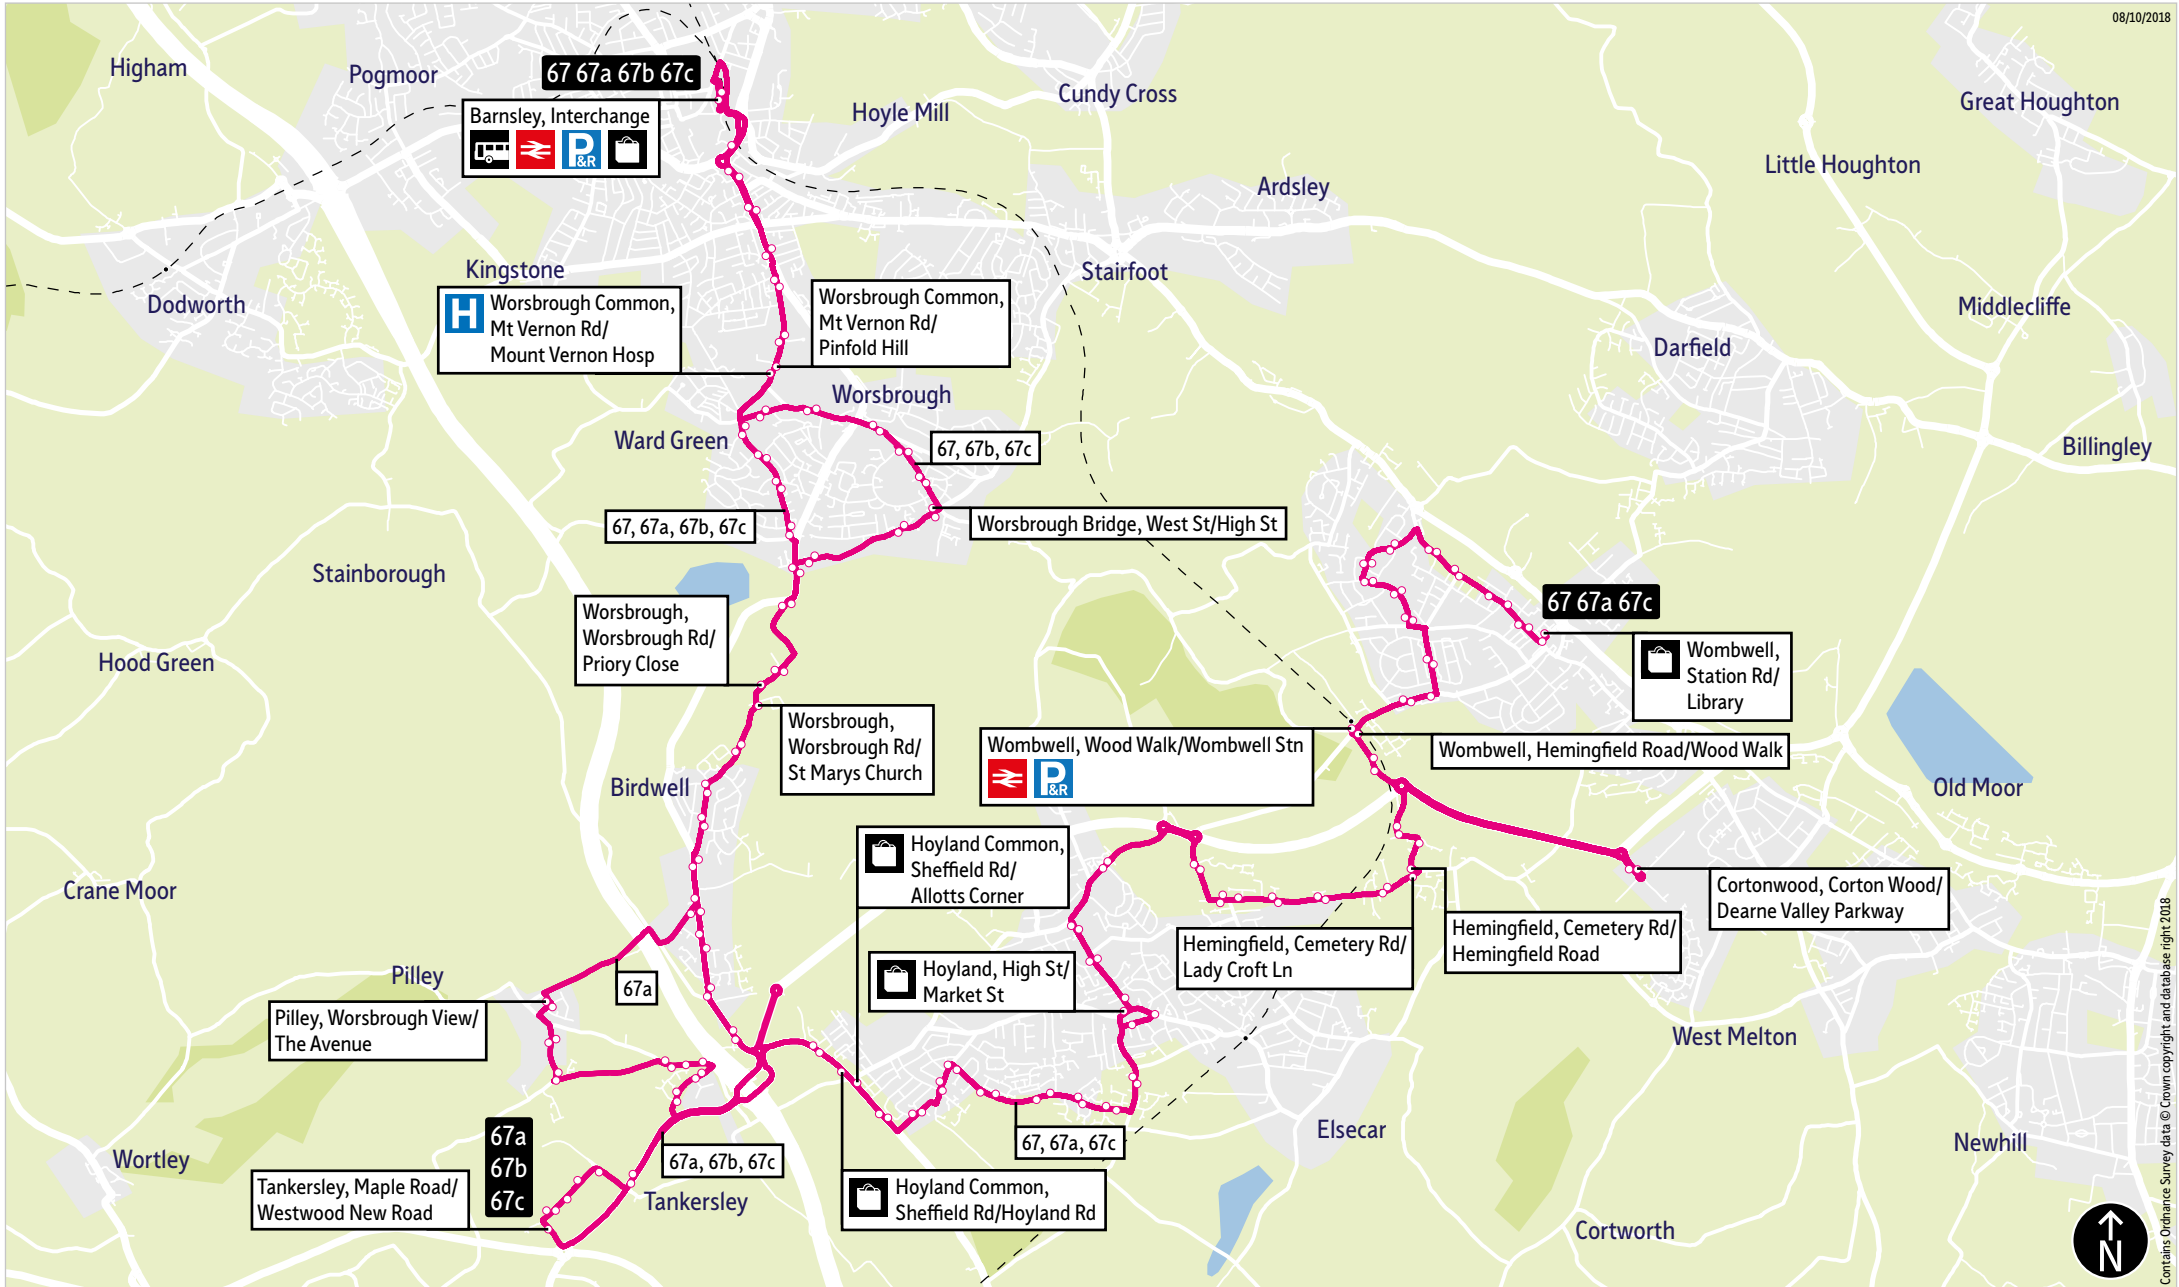 08/10/2018
Higham
Pogmoor
67 67a 67b 67c
Barnsley, Interchange
P&R
Hoyle Mill
Cundy Cross
Great Houghton
Little Houghton
Ardsley
Kingstone
Stairfoot
Dodworth
Middlecliffe
H
Worsbrough Common,
Mt Vernon Rd/
Mount Vernon Hosp
Worsbrough Common,
Mt Vernon Rd/
Pinfold Hill
Darfield
Worsbrough
Ward Green
67, 67b, 67c
Billingley
67, 67a, 67b, 67c
Worsbrough Bridge, West St/High St
Stainborough
Worsbrough,
Worsbrough Rd/
Priory Close
67 67a 67c
Wombwell,
Station Rd/
Library
Hood Green
Worsbrough,
Worsbrough Rd/
St Marys Church
Wombwell, Wood Walk/Wombwell Stn
P&R
Wombwell, Hemingfield Road/Wood Walk
Birdwell
Old Moor
Hoyland Common,
Sheffield Rd/
Allotts Corner
Crane Moor
Cortonwood, Corton Wood/
Dearne Valley Parkway
Hemingfield, Cemetery Rd/
Lady Croft Ln
Hemingfield, Cemetery Rd/
Hemingfield Road
Hoyland, High St/
Market St
Pilley
67a
Pilley, Worsbrough View/
The Avenue
West Melton
67a
67b
67c
67a, 67b, 67c
67, 67a, 67c
Elsecar
Newhill
Wortley
Tankersley, Maple Road/
Westwood New Road
Tankersley
Hoyland Common,
Sheffield Rd/Hoyland Rd
Cortworth
N
Contains Ordnance Survey data © Crown copyright and database right 2018